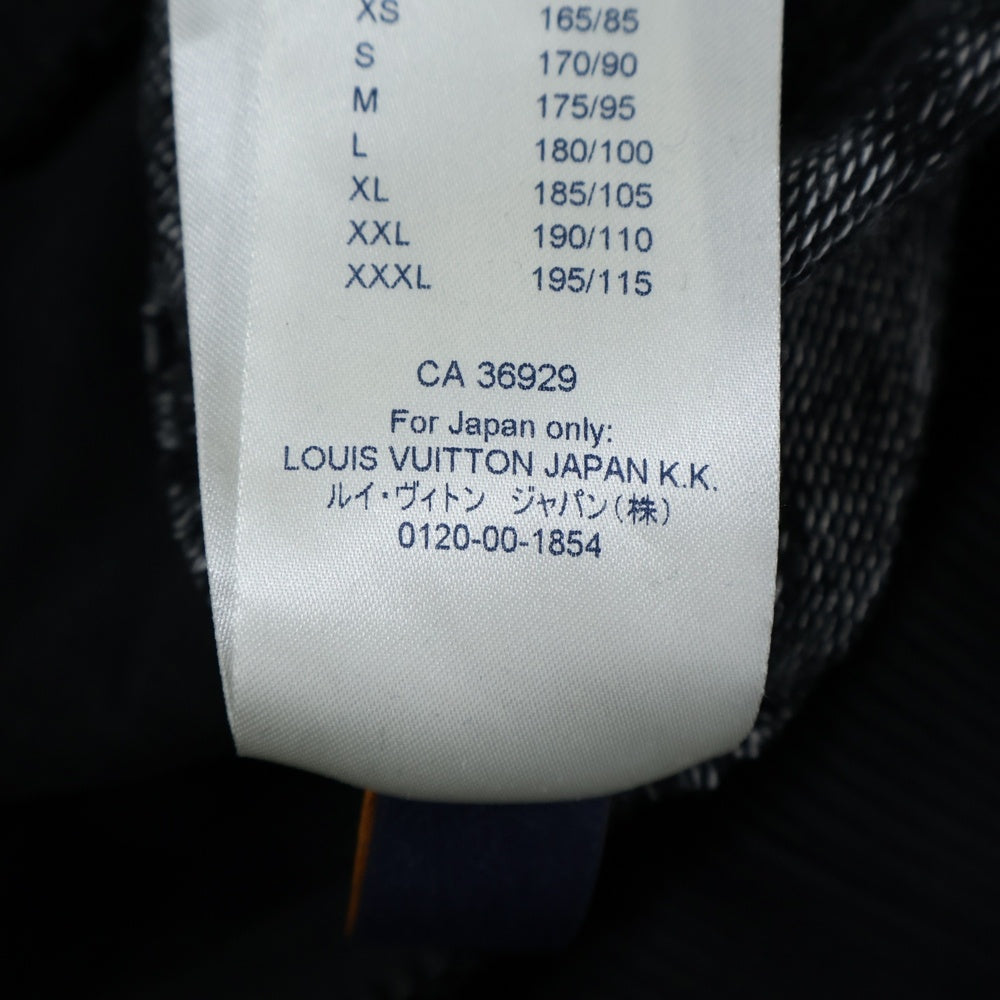 XS 165/85
S 170/90
M 175/95
L 180/100
XL 185/105
XXL 190/110
XXXL 195/115
CA 36929
For Japan only:
LOUIS VUITTON JAPAN K.K.
ルイ・ヴィトン ジャパン(株)
0120-00-1854